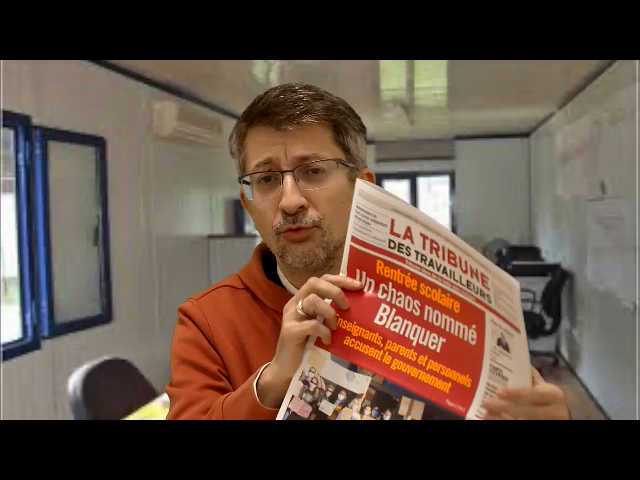 LA TRIBUNE
DES TRAVAILLEURS
Rentrée scolaire
Un chaos nommé
Blanquer
Enseignants, parents et personnels
accusent le gouvernement